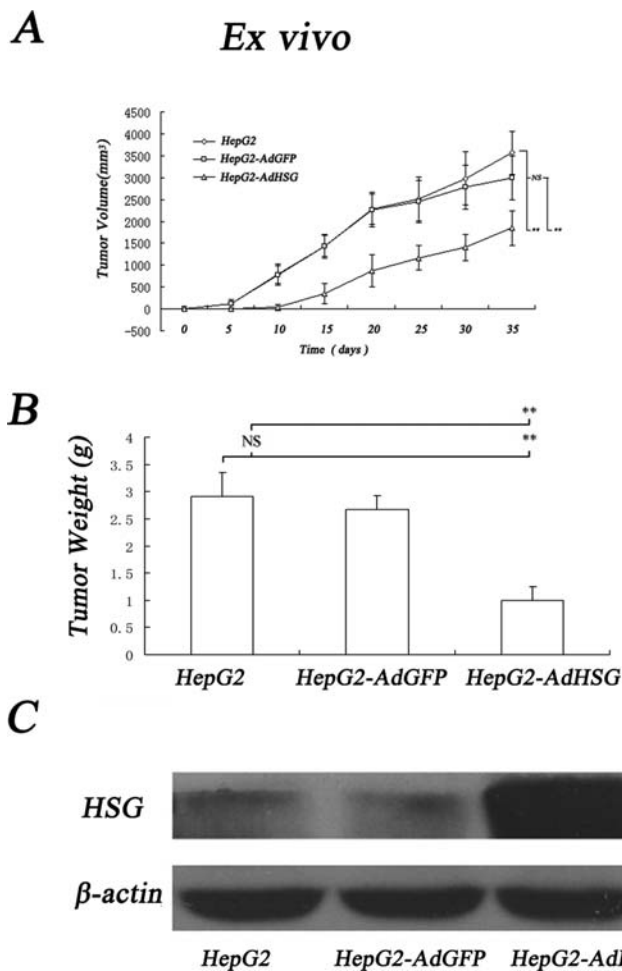 A
Ex vivo
Tumor Volume(mm³)
4500
4000
3500
3000
2500
2000
1500
1000
500
0
-500
HepG2
HepG2-AdGFP
HepG2-AdHSG
NS
**
**
0 5 10 15 20 25 30 35
Time ( days )
B
**
NS
**
Tumor Weight (g)
4
3.5
3
2.5
2
1
0.5
0
HepG2 HepG2-AdGFP HepG2-AdHSG
C
HSG
β-actin
HepG2 HepG2-AdGFP HepG2-AdH